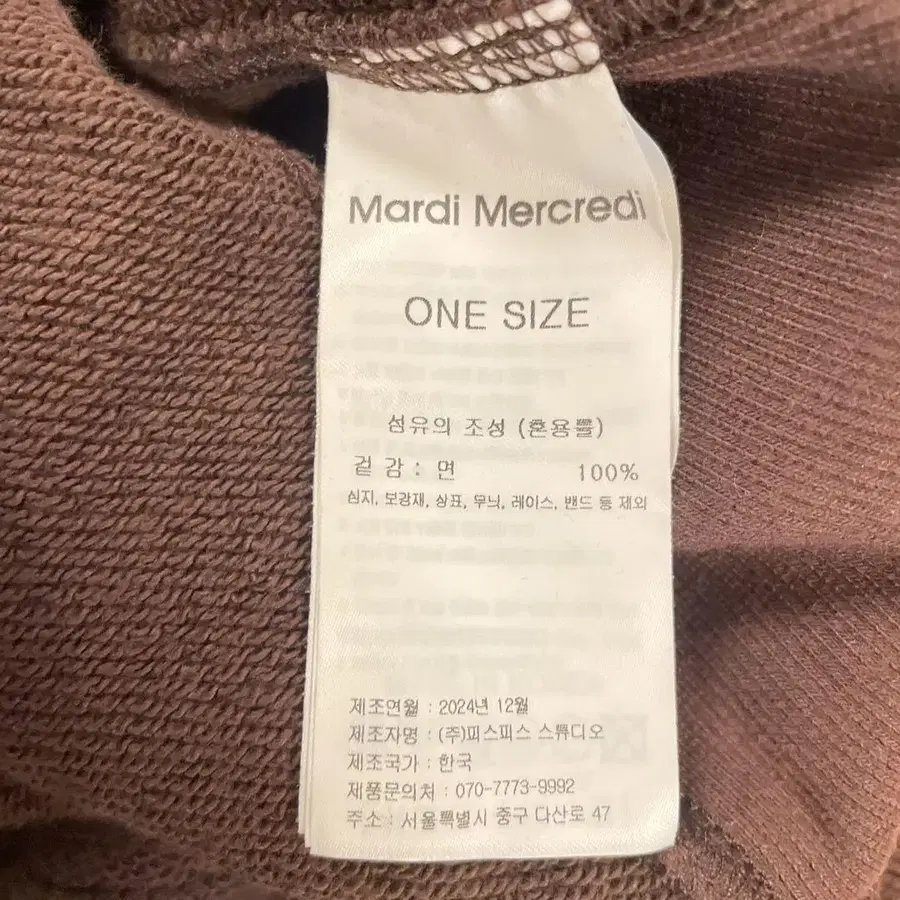 Mardi Mercredi
ONE SIZE
섬유의 조성 (혼용률)
겉감 : 면 100%
심지, 보강재, 상표, 무늬, 레이스, 밴드 등 제외
제조연월 : 2024년 12월
제조자명 : (주)피스피스 스튜디오
제조국가 : 한국
제품문의처 : 070-7773-9992
주소 : 서울특별시 중구 다산로 47